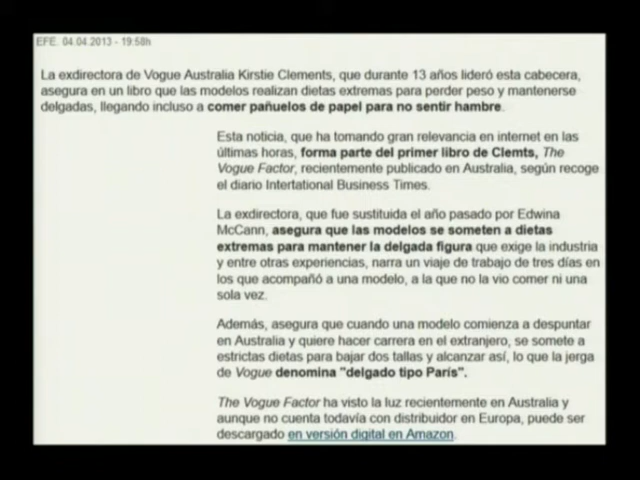 EFE. 04.04.2013 - 19:58h
La exdirectora de Vogue Australia Kirstie Clements, que durante 13 años lideró esta cabecera,
asegura en un libro que las modelos realizan dietas extremas para perder peso y mantenerse
delgadas, llegando incluso a comer pañuelos de papel para no sentir hambre.
Esta noticia, que ha tomando gran relevancia en internet en las
últimas horas, forma parte del primer libro de Clemts, The
Vogue Factor, recientemente publicado en Australia, según recoge
el diario Intertational Business Times.
La exdirectora, que fue sustituida el año pasado por Edwina
McCann, asegura que las modelos se someten a dietas
extremas para mantener la delgada figura que exige la industria
y entre otras experiencias, narra un viaje de trabajo de tres días en
los que acompañó a una modelo, a la que no la vio comer ni una
sola vez.
Además, asegura que cuando una modelo comienza a despuntar
en Australia y quiere hacer carrera en el extranjero, se somete a
estrictas dietas para bajar dos tallas y alcanzar así, lo que la jerga
de Vogue denomina "delgado tipo París".
The Vogue Factor ha visto la luz recientemente en Australia y
aunque no cuenta todavía con distribuidor en Europa, puede ser
descargado en versión digital en Amazon.